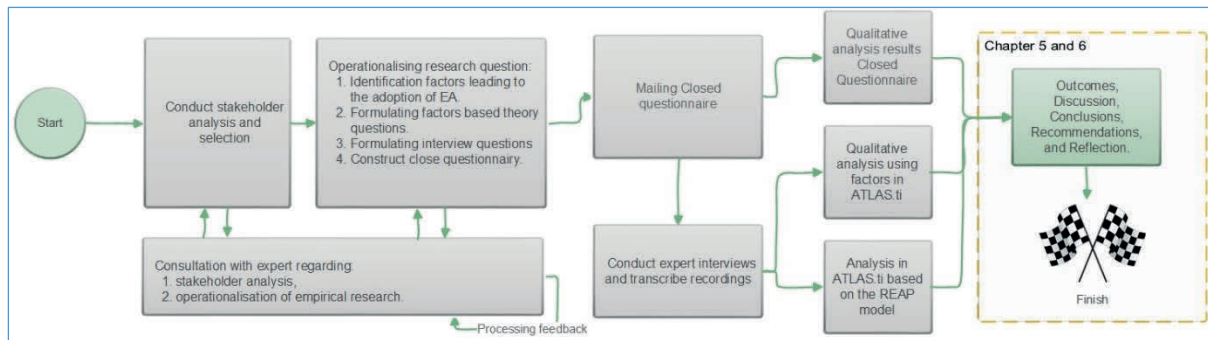 Start
Conduct stakeholder
analysis and
selection
Operationalising research question:
1. Identification factors leading
to the adoption of EA.
2. Formulating factors based theory
questions.
3. Formulating interview questions
4. Construct close questionnairy.
Consultation with expert regarding:
1. stakeholder analysis,
2. operationalisation of empirical research.
Processing feedback
Mailing Closed
questionnaire
Conduct expert interviews
and transcribe recordings
Qualitative
analysis results
Closed
Questionnaire
Qualitative
analysis using
factors in
ATLAS.ti
Analysis in
ATLAS.ti based
on the REAP
model
Chapter 5 and 6
Outcomes,
Discussion,
Conclusions,
Recommendations,
and Reflection.
Finish